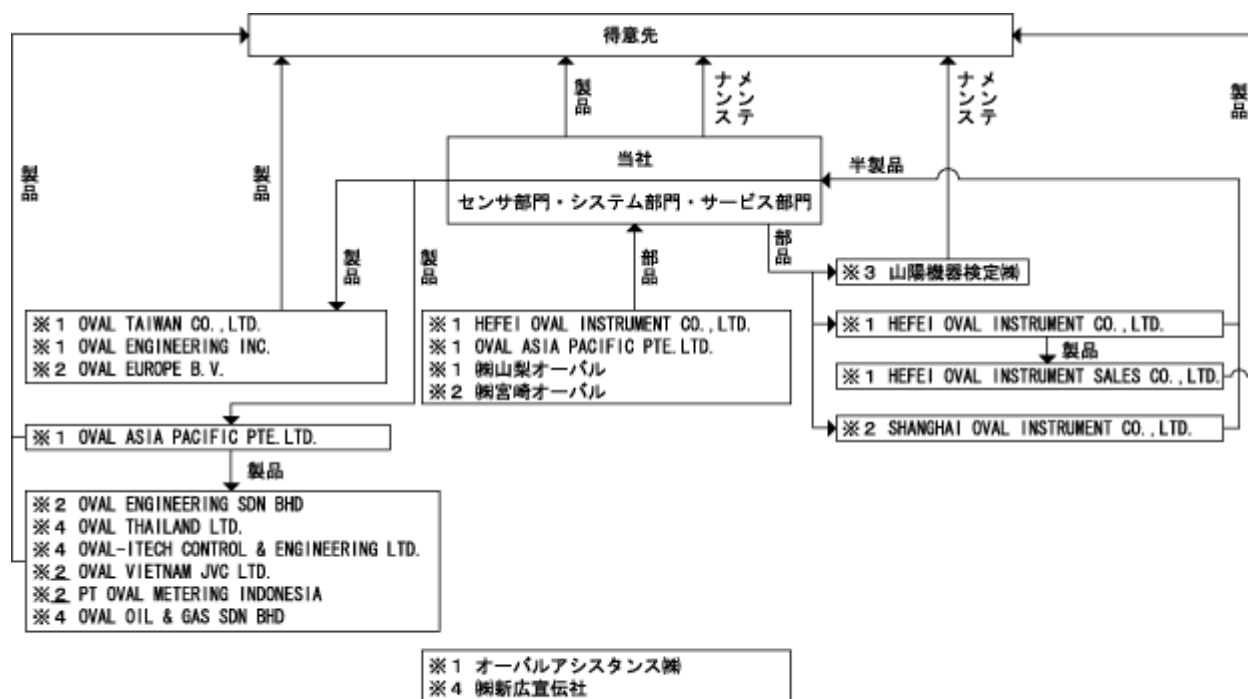 得意先
製品
メンテナンス
メンテナンス
製品
製品
製品
当社
センサ部門・システム部門・サービス部門
半製品
製品
製品
部品
部品
※3 山陽機器検定㈱
※1 OVAL TAIWAN CO.,LTD.
※1 OVAL ENGINEERING INC.
※2 OVAL EUROPE B.V.
※1 HEFEI OVAL INSTRUMENT CO.,LTD.
※1 OVAL ASIA PACIFIC PTE.LTD.
※1 ㈱山梨オーバル
※2 ㈱宮崎オーバル
※1 HEFEI OVAL INSTRUMENT CO.,LTD.
製品
※1 HEFEI OVAL INSTRUMENT SALES CO.,LTD.
※2 SHANGHAI OVAL INSTRUMENT CO.,LTD.
※1 OVAL ASIA PACIFIC PTE.LTD.
製品
※2 OVAL ENGINEERING SDN BHD
※4 OVAL THAILAND LTD.
※4 OVAL-ITECH CONTROL & ENGINEERING LTD.
※2 OVAL VIETNAM JVC LTD.
※2 PT OVAL METERING INDONESIA
※4 OVAL OIL & GAS SDN BHD
※1 オーバルアシスタンス㈱
※4 ㈱新広宣伝社